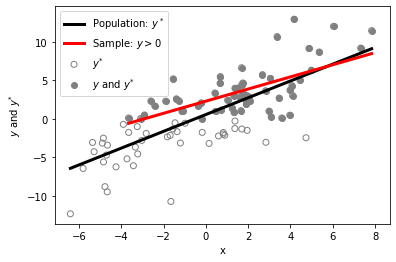 Population: y*
Sample: y > 0
y*
y and y*
10
5
0
−5
−10
y and y*
−6 −4 −2 0 2 4 6 8
x